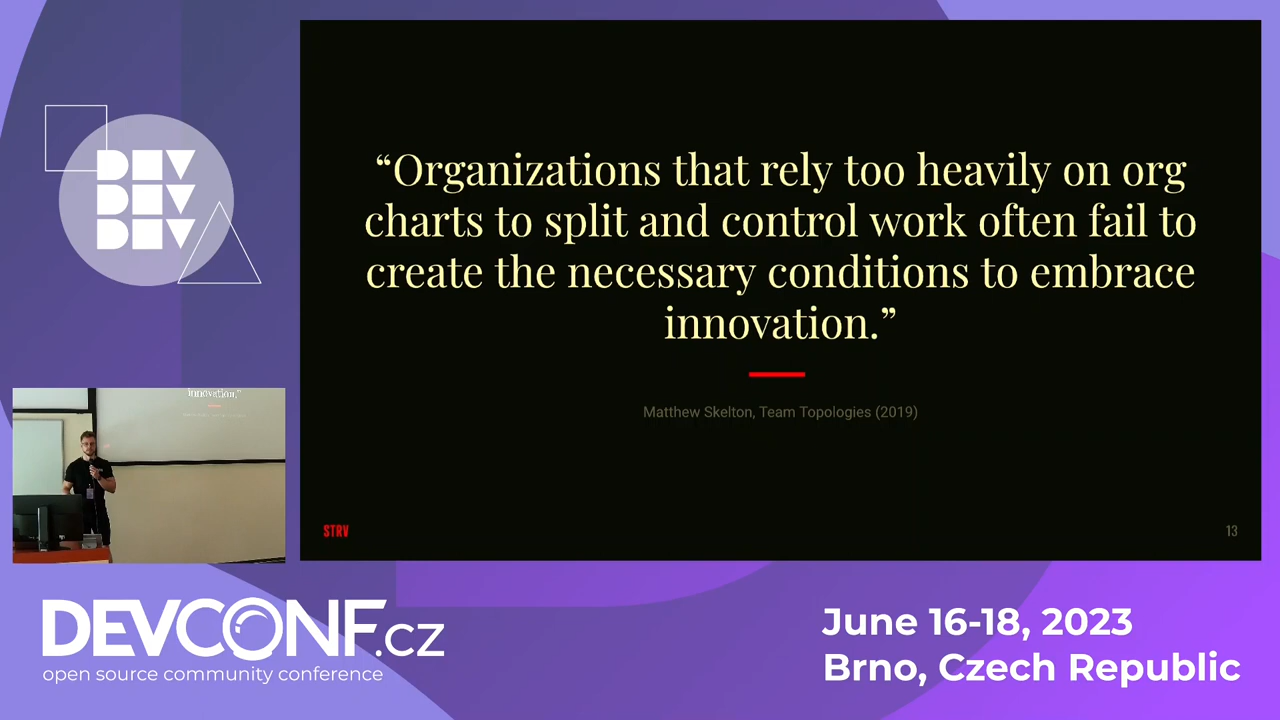 DEV
DEV
DEV
“Organizations that rely too heavily on org
charts to split and control work often fail to
create the necessary conditions to embrace
innovation.”
Matthew Skelton, Team Topologies (2019)
STRV
13
innovation.”
DEVCONF.cz
open source community conference
June 16-18, 2023
Brno, Czech Republic